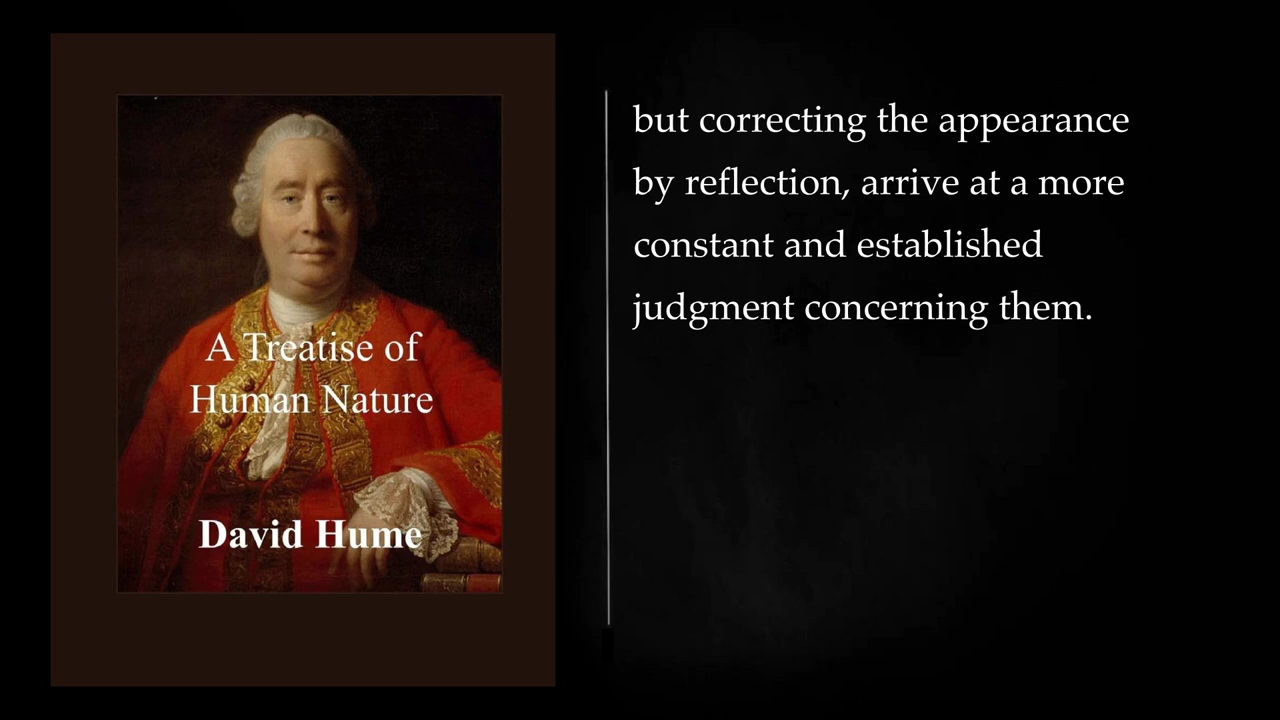 A Treatise of
Human Nature
David Hume
but correcting the appearance
by reflection, arrive at a more
constant and established
judgment concerning them.